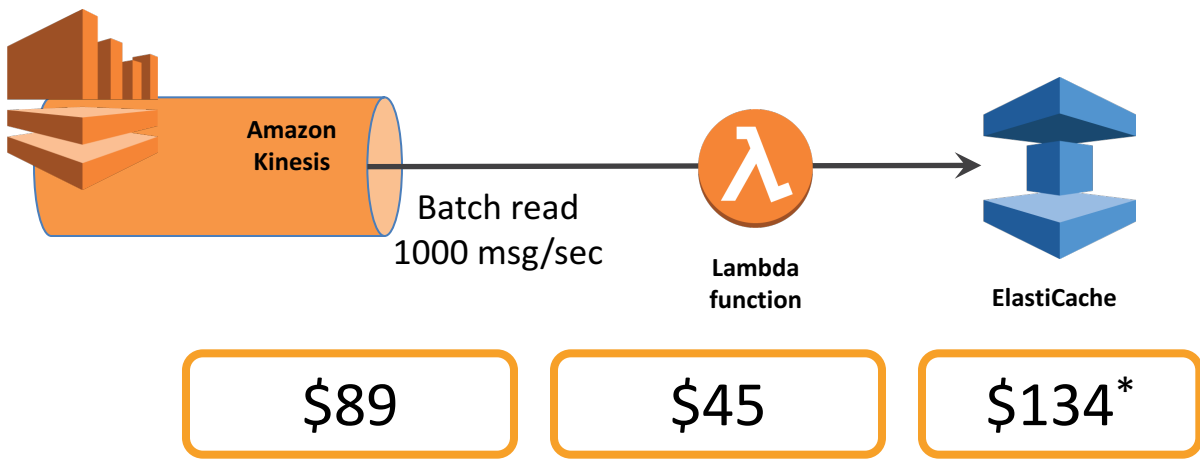 Amazon
Kinesis
Batch read
1000 msg/sec
Lambda
function
ElastiCache
$89
$45
$134*